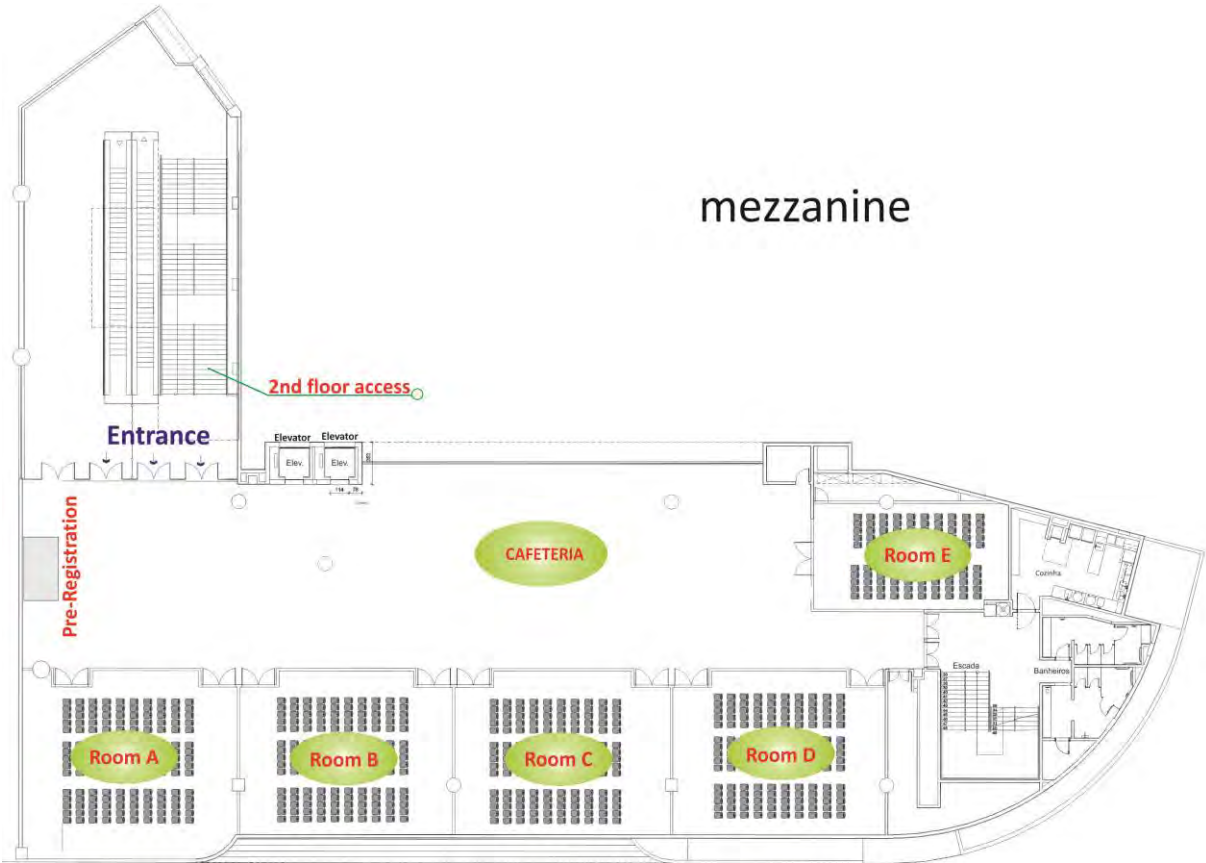 mezzanine
2nd floor access
Entrance
Elevator Elevator
Elev. Elev.
Pre-Registration
CAFETERIA
Room E
Cozinha
Escada
Banheiros
Room A
Room B
Room C
Room D